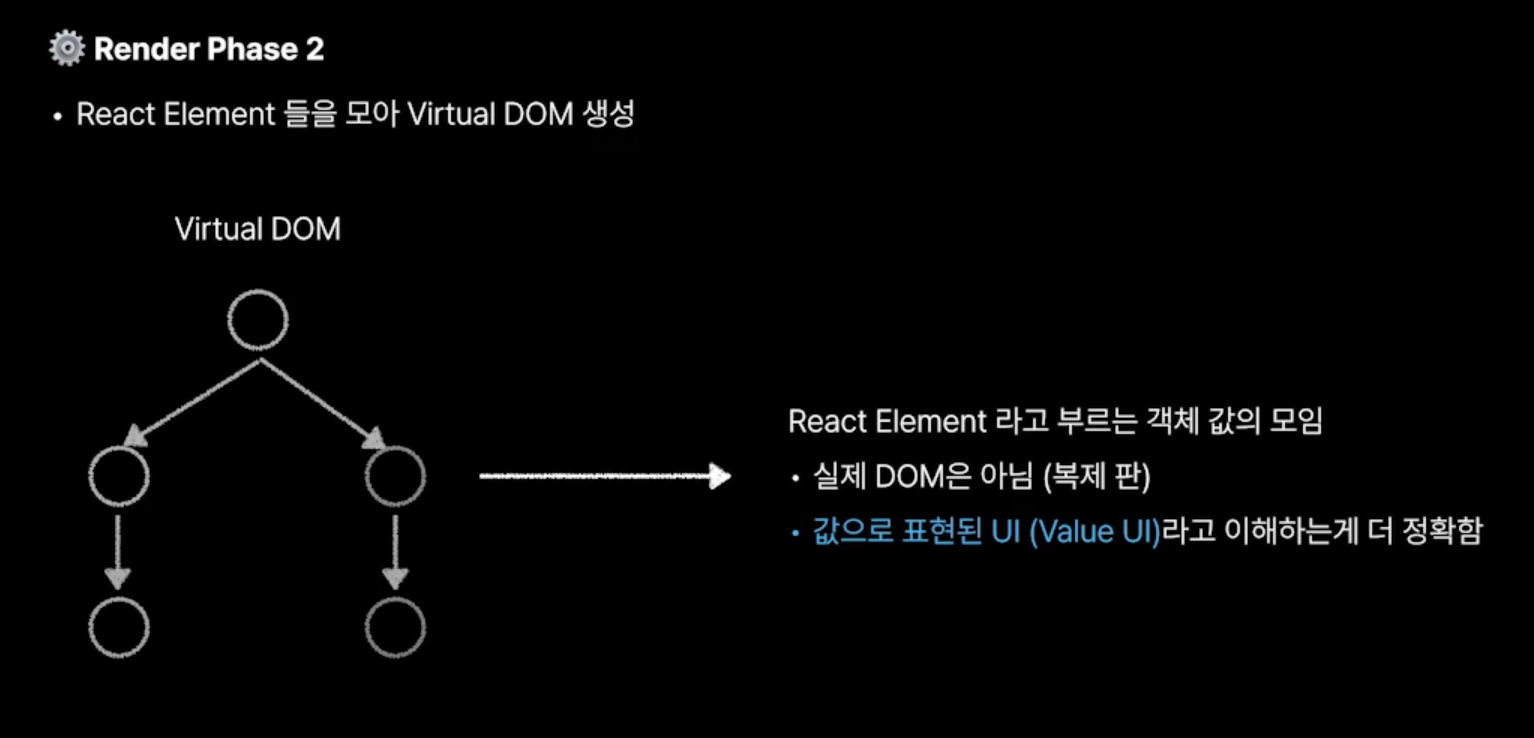 ⚙️ Render Phase 2
• React Element 들을 모아 Virtual DOM 생성
Virtual DOM
React Element 라고 부르는 객체 값의 모임
• 실제 DOM은 아님 (복제 판)
• 값으로 표현된 UI (Value UI)라고 이해하는게 더 정확함